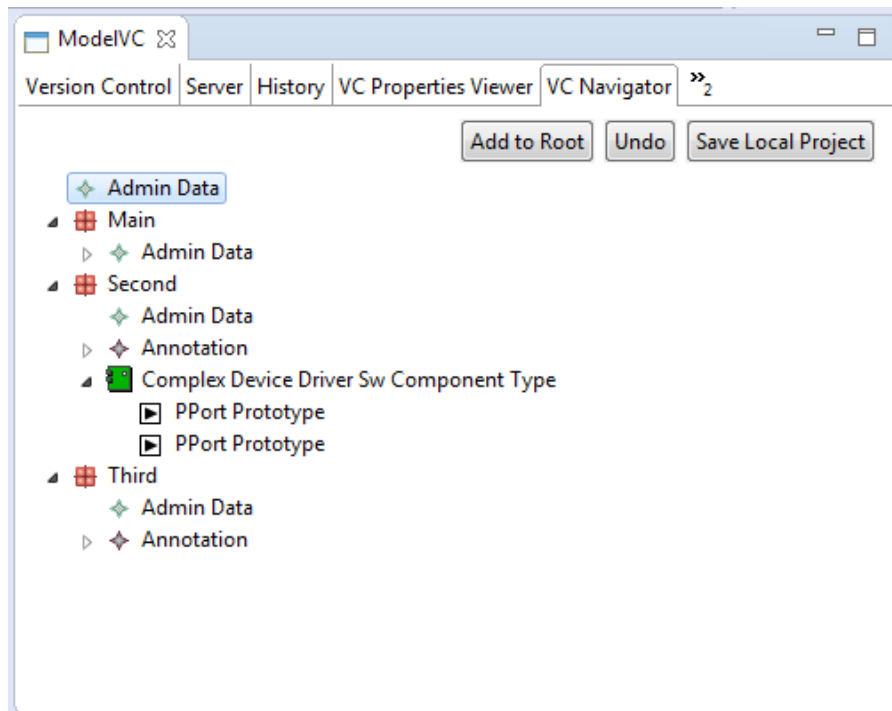 ModelVC
Version Control Server History VC Properties Viewer VC Navigator »2
Add to Root Undo Save Local Project
Admin Data
Main
Admin Data
Second
Admin Data
Annotation
Complex Device Driver Sw Component Type
PPort Prototype
PPort Prototype
Third
Admin Data
Annotation